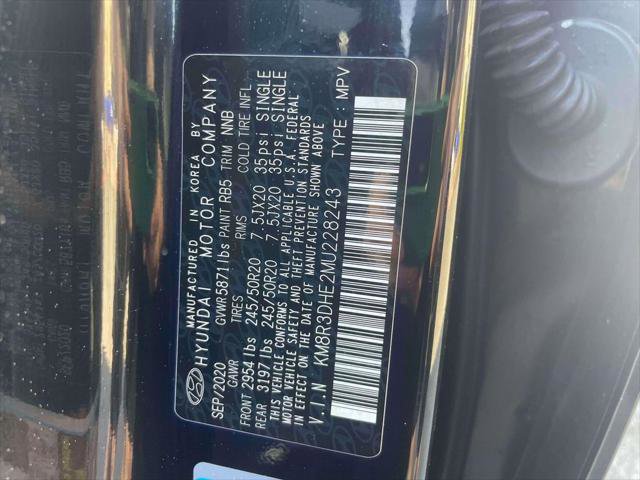 MANUFACTURED IN KOREA BY
HYUNDAI MOTOR COMPANY
SEP/2020 GVWR 5871 lbs PAINT RB5 TRIM NNB
GAWR TIRES RIMS COLD TIRE INFL.
FRONT 2954 lbs 245/50R20 7.5JX20 35psi SINGLE
REAR 3197 lbs 245/50R20 7.5JX20 35psi SINGLE
THIS VEHICLE CONFORMS TO ALL APPLICABLE U.S.A. FEDERAL
MOTOR VEHICLE SAFETY AND THEFT PREVENTION STANDARDS
IN EFFECT ON THE DATE OF MANUFACTURE SHOWN ABOVE
V.I.N KM8R3DHE2MU228243 TYPE : MPV